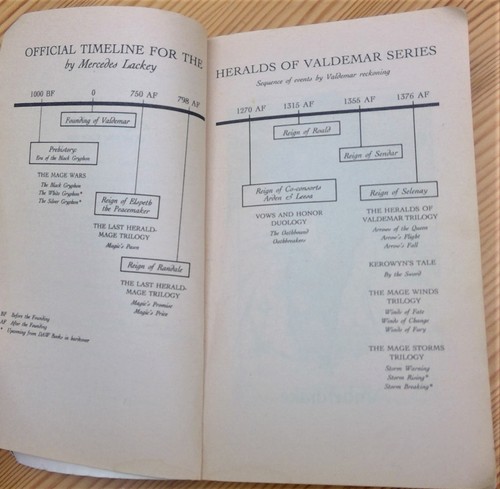 OFFICIAL TIMELINE FOR THE
by Mercedes Lackey
1000 BF 0 750 AF 798 AF
Founding of Valdemar
Prehistory:
Era of the Black Gryphon
THE MAGE WARS
The Black Gryphon
The White Gryphon*
The Silver Gryphon*
Reign of Elspeth
the Peacemaker
THE LAST HERALD-
MAGE TRILOGY
Magic's Pawn
Reign of Randale
THE LAST HERALD-
MAGE TRILOGY
Magic's Promise
Magic's Price
BF Before the Founding
AF After the Founding
* Upcoming from DAW Books in hardcover
HERALDS OF VALDEMAR SERIES
Sequence of events by Valdemar reckoning
1270 AF 1315 AF 1355 AF 1376 AF
Reign of Roald
Reign of Sendar
Reign of Co-consorts
Arden & Leesa
VOWS AND HONOR
DUOLOGY
The Oathbound
Oathbreakers
Reign of Selenay
THE HERALDS OF
VALDEMAR TRILOGY
Arrows of the Queen
Arrow's Flight
Arrow's Fall
KEROWYN'S TALE
By the Sword
THE MAGE WINDS
TRILOGY
Winds of Fate
Winds of Change
Winds of Fury
THE MAGE STORMS
TRILOGY
Storm Warning
Storm Rising*
Storm Breaking*